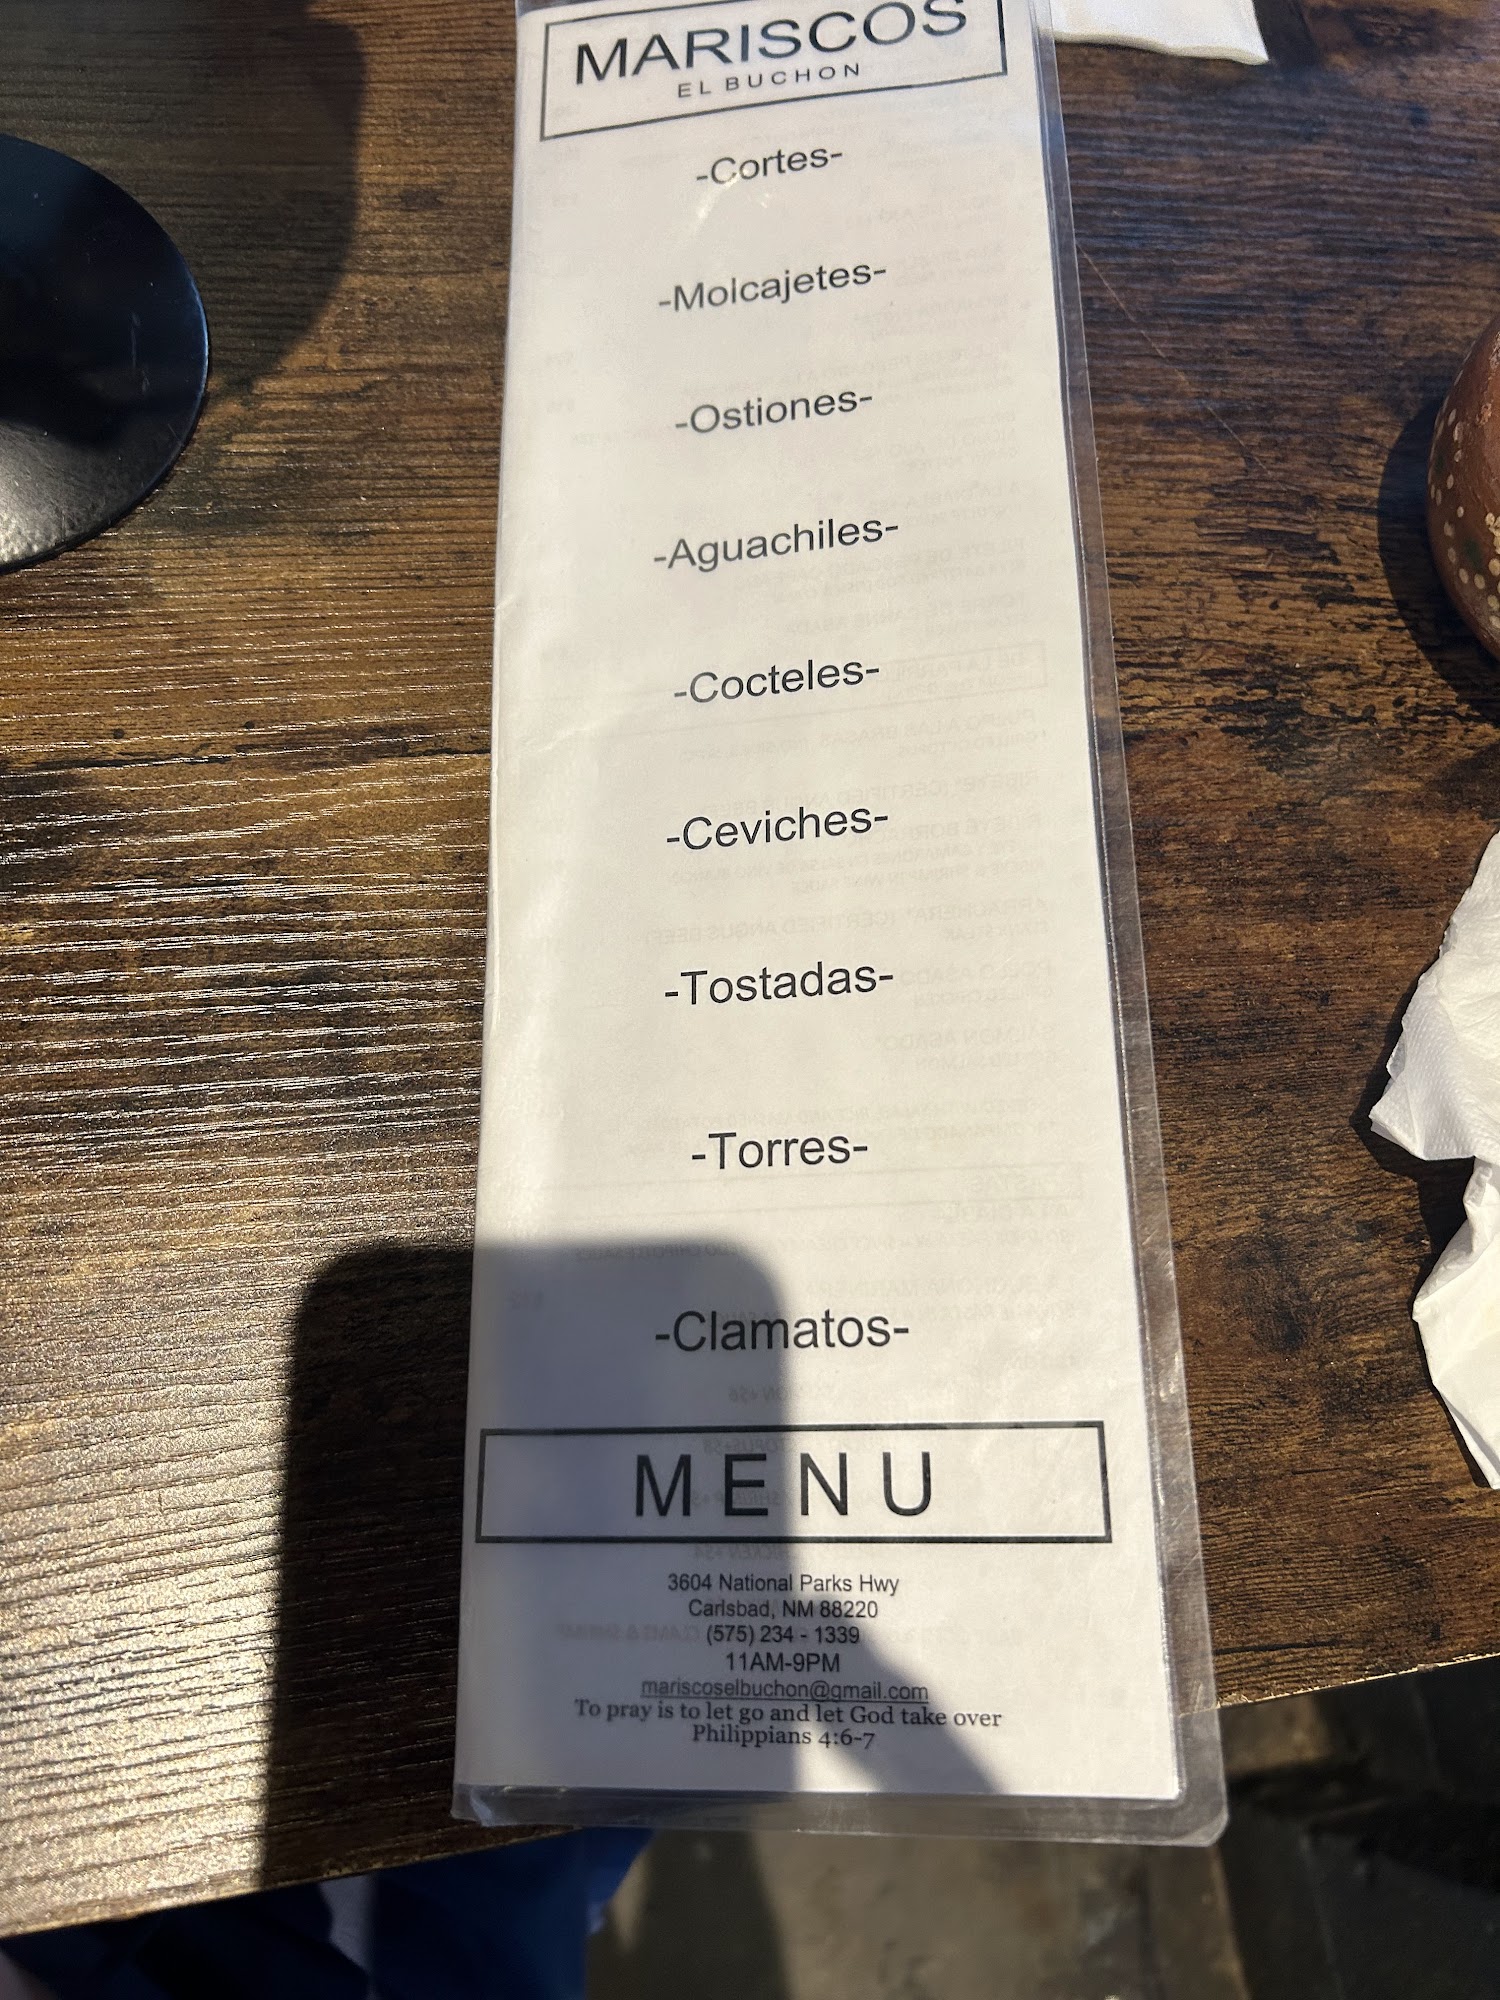 MARISCOS
EL BUCHON
-Cortes-
-Molcajetes-
-Ostiones-
-Aguachiles-
-Cocteles-
-Ceviches-
-Tostadas-
-Torres-
-Clamatos-
MENU
3604 National Parks Hwy
Carlsbad, NM 88220
(575) 234 - 1339
11AM-9PM
mariscoselbuchon@gmail.com
To pray is to let go and let God take over
Philippians 4:6-7